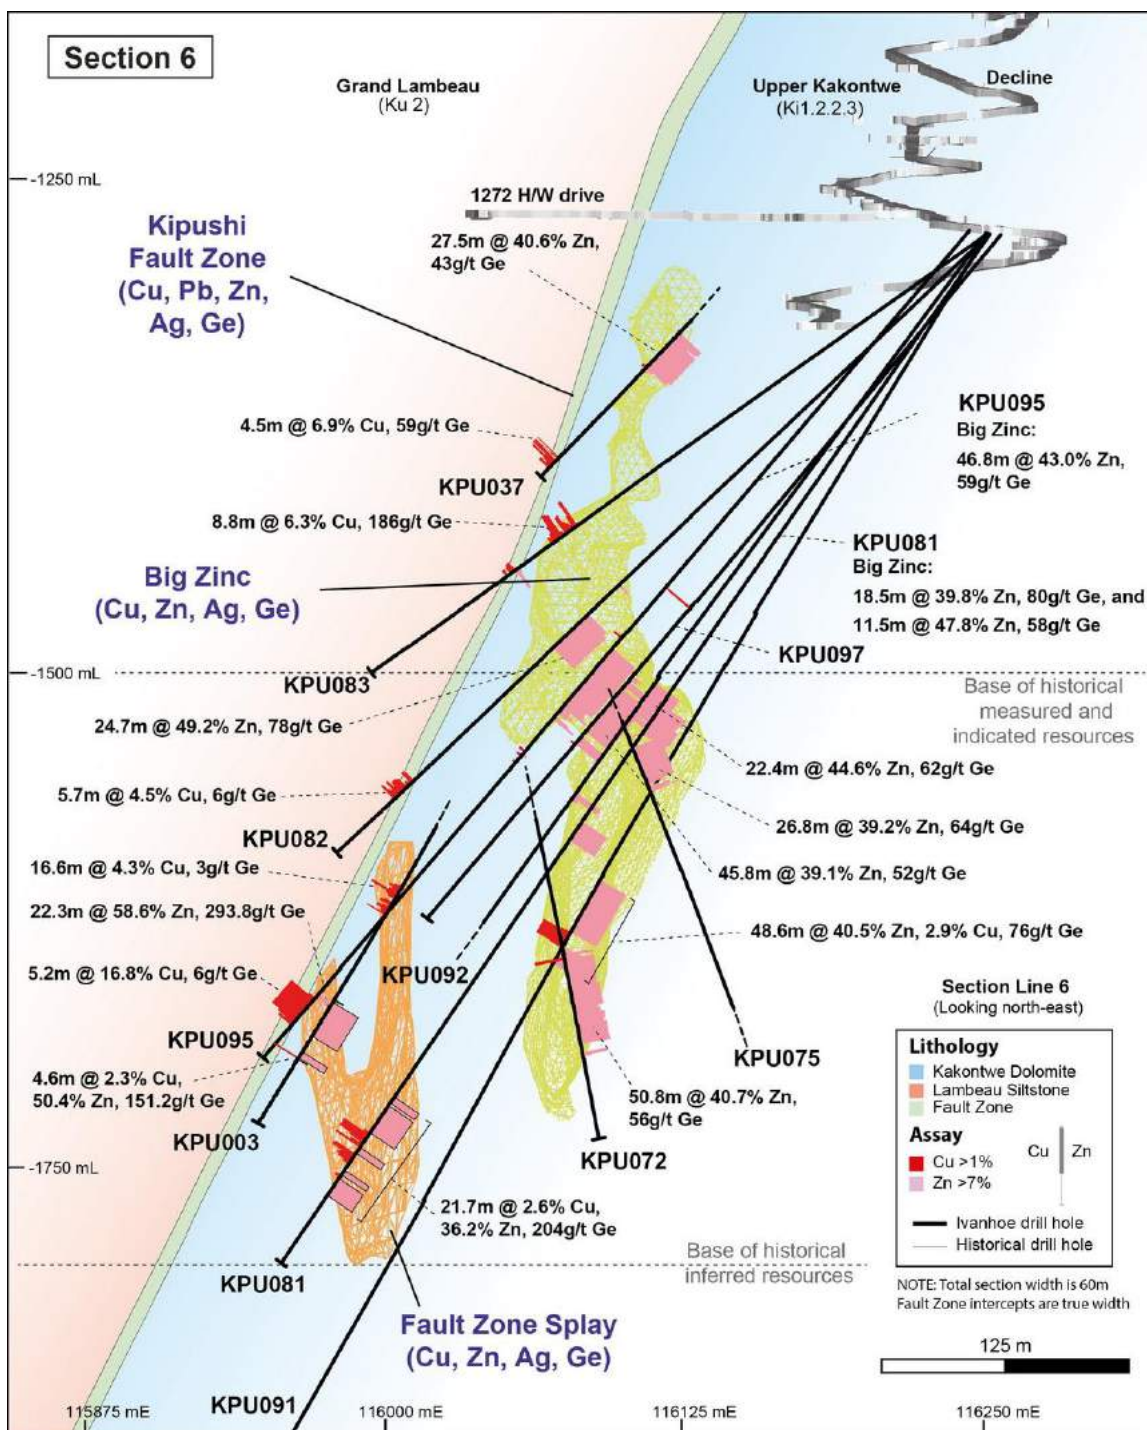 Section 6
Grand Lambeau
(Ku 2)
Upper Kakontwe
(Ki1.2.2.3)
Decline
-1250 mL
1272 H/W drive
27.5m @ 40.6% Zn,
43g/t Ge
Kipushi
Fault Zone
(Cu, Pb, Zn,
Ag, Ge)
4.5m @ 6.9% Cu, 59g/t Ge
KPU037
KPU095
Big Zinc:
46.8m @ 43.0% Zn,
59g/t Ge
8.8m @ 6.3% Cu, 186g/t Ge
KPU081
Big Zinc:
18.5m @ 39.8% Zn, 80g/t Ge, and
11.5m @ 47.8% Zn, 58g/t Ge
Big Zinc
(Cu, Zn, Ag, Ge)
KPU097
-1500 mL
KPU083
Base of historical
measured and
indicated resources
24.7m @ 49.2% Zn, 78g/t Ge
22.4m @ 44.6% Zn, 62g/t Ge
5.7m @ 4.5% Cu, 6g/t Ge
26.8m @ 39.2% Zn, 64g/t Ge
KPU082
16.6m @ 4.3% Cu, 3g/t Ge
45.8m @ 39.1% Zn, 52g/t Ge
22.3m @ 58.6% Zn, 293.8g/t Ge
48.6m @ 40.5% Zn, 2.9% Cu, 76g/t Ge
KPU092
5.2m @ 16.8% Cu, 6g/t Ge
Section Line 6
(Looking north-east)
KPU095
KPU075
4.6m @ 2.3% Cu,
50.4% Zn, 151.2g/t Ge
50.8m @ 40.7% Zn,
56g/t Ge
KPU003
KPU072
Lithology
Kakontwe Dolomite
Lambeau Siltstone
Fault Zone
Assay
Cu >1%
Zn >7%
Cu
Zn
Ivanhoe drill hole
Historical drill hole
-1750 mL
21.7m @ 2.6% Cu,
36.2% Zn, 204g/t Ge
Base of historical
inferred resources
KPU081
NOTE: Total section width is 60m
Fault Zone intercepts are true width
Fault Zone Splay
(Cu, Zn, Ag, Ge)
125 m
KPU091
115875 mE
116000 mE
116125 mE
116250 mE